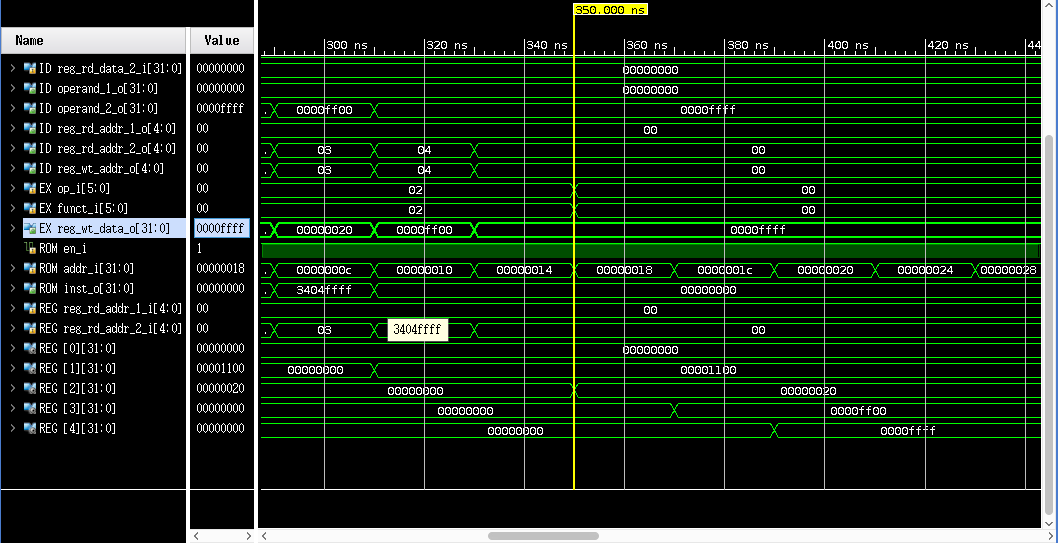 350.000 ns
Name Value 300 ns 320 ns 340 ns 360 ns 380 ns 400 ns 420 ns 44
ID reg_rd_data_2_i[31:0] 00000000 00000000
ID operand_1_o[31:0] 00000000 00000000
ID operand_2_o[31:0] 0000ffff . 0000ff00 0000ffff
ID reg_rd_addr_1_o[4:0] 00 00
ID reg_rd_addr_2_o[4:0] 00 . 03 04 00
ID reg_wt_addr_o[4:0] 00 . 03 04 00
EX op_i[5:0] 00 02 00
EX funct_i[5:0] 00 02 00
EX reg_wt_data_o[31:0] 0000ffff . 00000020 0000ff00 0000ffff
ROM en_i 1
ROM addr_i[31:0] 00000018 . 0000000c 00000010 00000014 00000018 0000001c 00000020 00000024 00000028
ROM inst_o[31:0] 00000000 . 3404ffff 00000000
REG reg_rd_addr_1_i[4:0] 00 00
REG reg_rd_addr_2_i[4:0] 00 . 03 3404ffff 00
REG [0][31:0] 00000000 00000000
REG [1][31:0] 00001100 00000000 00001100
REG [2][31:0] 00000020 00000000 00000020
REG [3][31:0] 00000000 00000000 0000ff00
REG [4][31:0] 00000000 00000000 0000ffff